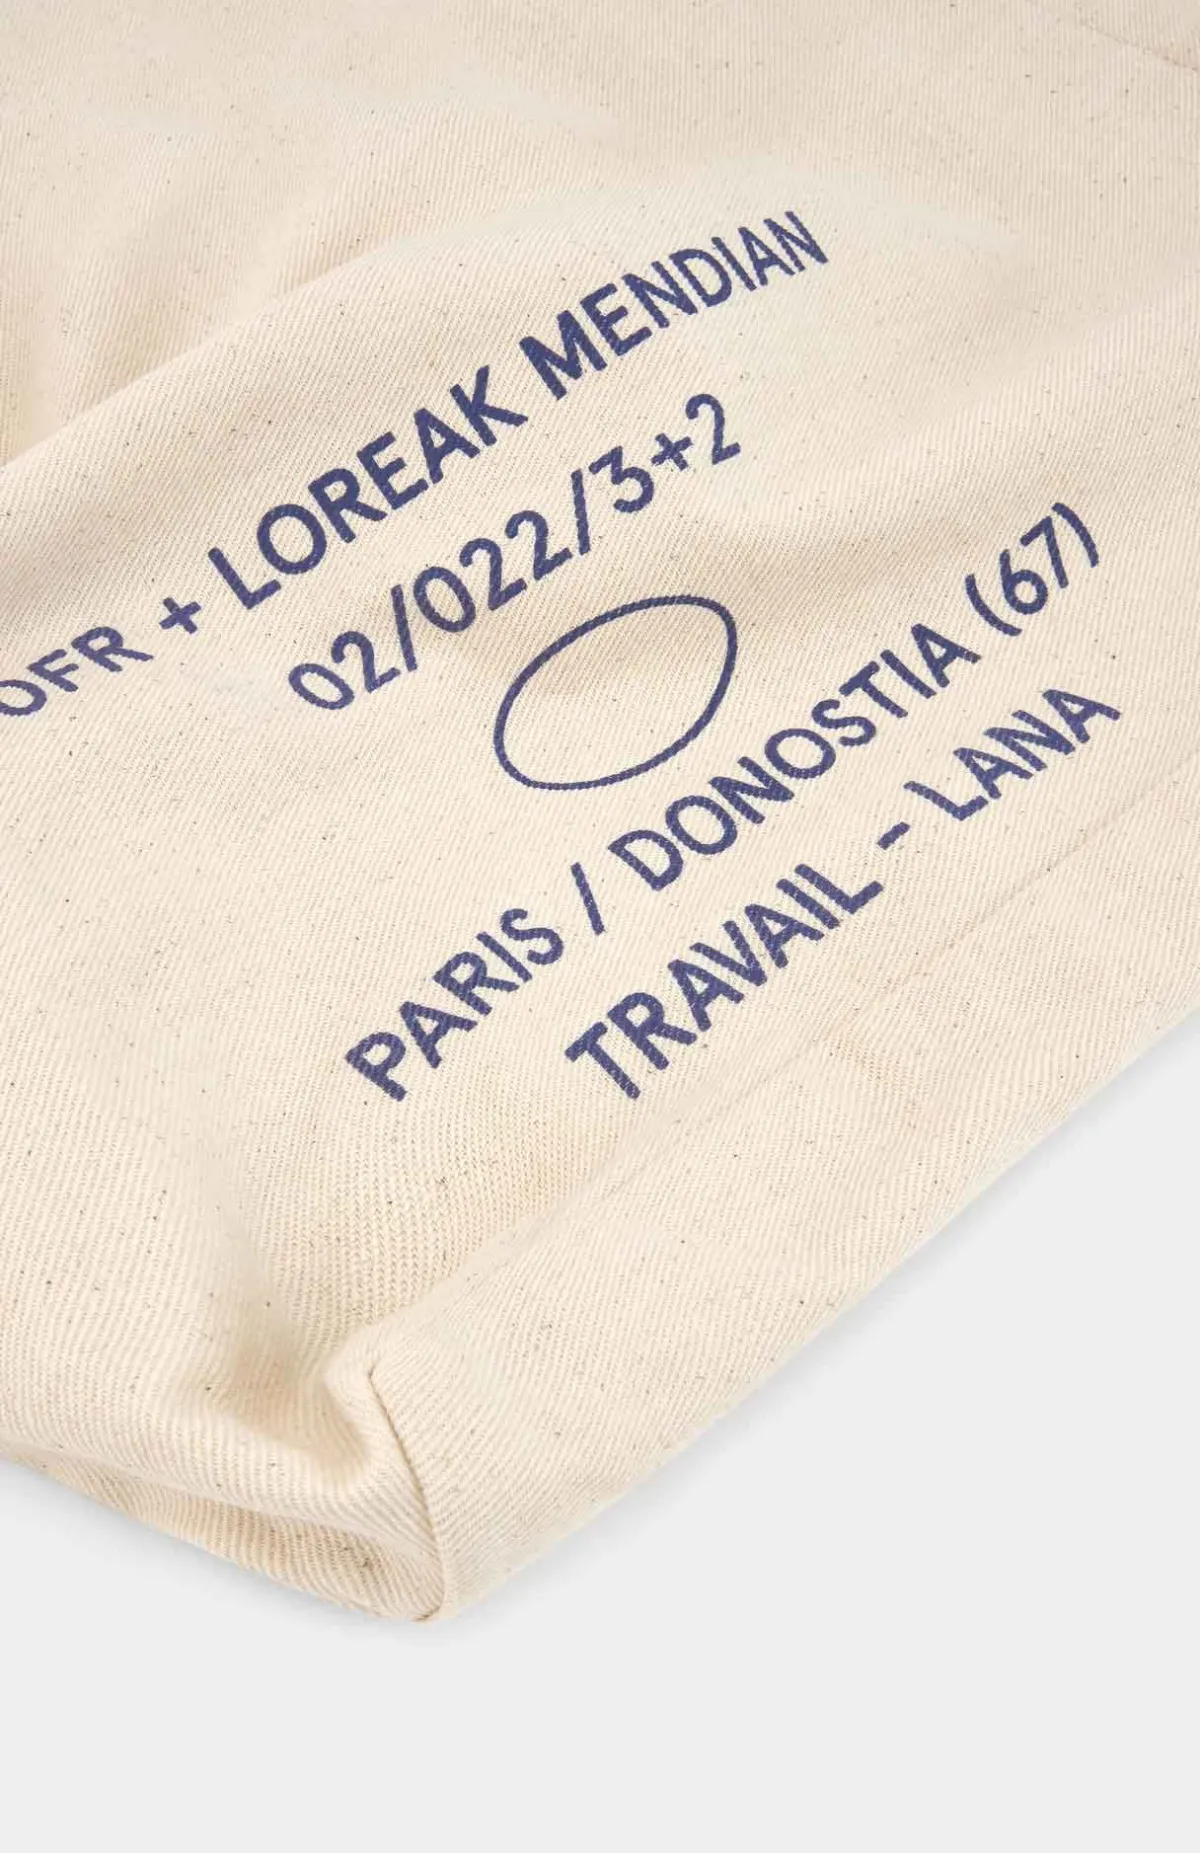 OFR + LOREAK MENDIAN
02/022/3+2
PARIS / DONOSTIA (67)
TRAVAIL - LANA